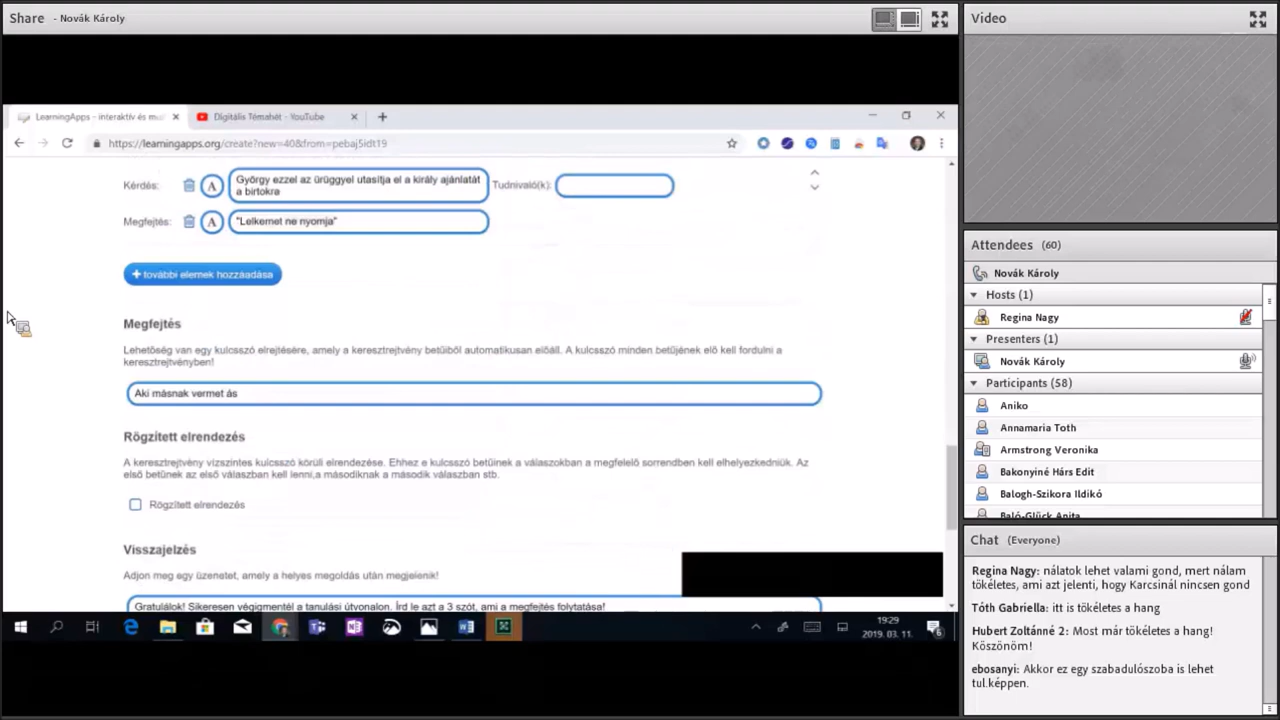 Share - Novák Károly
LearningApps - interaktív és mu
Digitális Témahét - YouTube
https://learningapps.org/create?new=40&from=pebaj5idt19
Kérdés:
A
György ezzel az ürüggyel utasítja el a király ajánlatát
a birtokra
Tudnivaló(k):
Megfejtés:
A
"Lelkemet ne nyomja"
+ további elemek hozzáadása
Megfejtés
Lehetőség van egy kulcsszó elrejtésére, amely a keresztrejtvény betűiből automatikusan előáll. A kulcsszó minden betűjének elő kell fordulni a
keresztrejtvényben!
Aki másnak vermet ás
Rögzített elrendezés
A keresztrejtvény vízszintes kulcsszó körüli elrendezése. Ehhez e kulcsszó betűinek a válaszokban a megfelelő sorrendben kell elhelyezkedniük. Az
első betűnek az első válaszban kell lenni,a másodiknak a második válaszban stb.
Rögzített elrendezés
Visszajelzés
Adjon meg egy üzenetet, amely a helyes megoldás után megjelenik!
Gratulálok! Sikeresen végigmentél a tanulási útvonalon. Írd le azt a 3 szót, ami a megfejtés folytatása!
19:29
2019. 03. 11.
6
Video
Attendees (60)
Novák Károly
Hosts (1)
Regina Nagy
Presenters (1)
Novák Károly
Participants (58)
Aniko
Annamaria Toth
Armstrong Veronika
Bakonyiné Hárs Edit
Balogh-Szikora Ildikó
Baló-Glück Anita
Chat (Everyone)
Regina Nagy: nálatok lehet valami gond, mert nálam
tökéletes, ami azt jelenti, hogy Karcsinál nincsen gond
Tóth Gabriella: itt is tökéletes a hang
Hubert Zoltánné 2: Most már tökéletes a hang!
Köszönöm!
ebosanyi: Akkor ez egy szabadulószoba is lehet
tul.képpen.